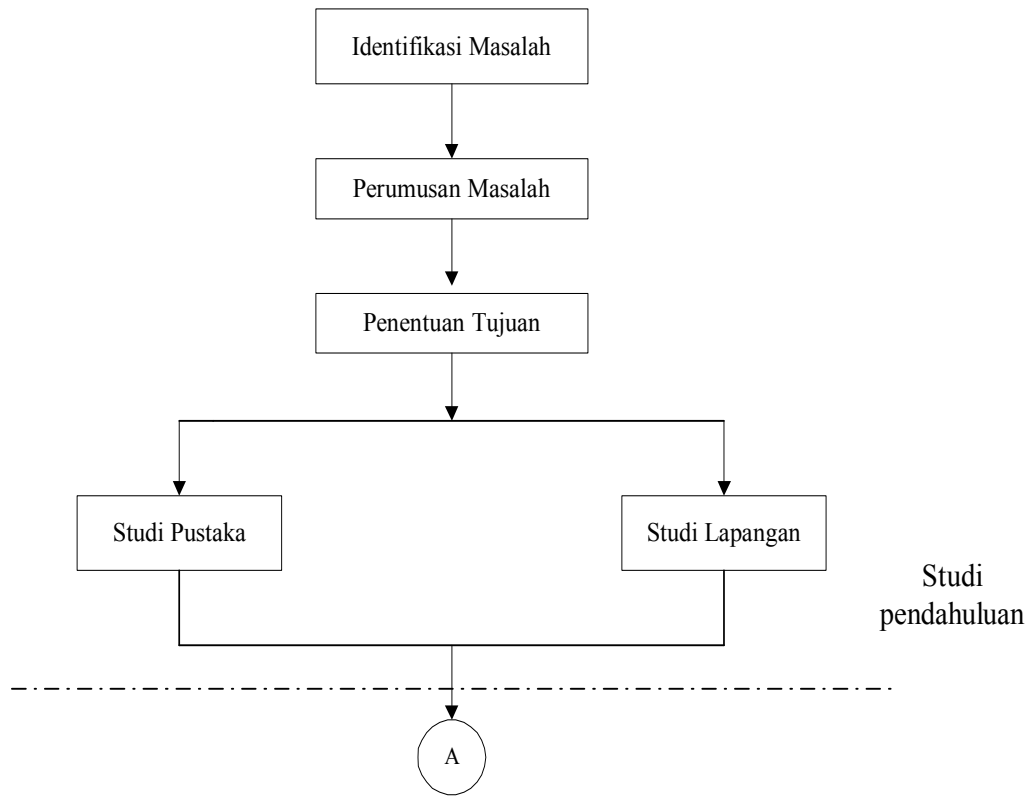 Identifikasi Masalah
Perumusan Masalah
Penentuan Tujuan
Studi Pustaka
Studi Lapangan
Studi
pendahuluan
A